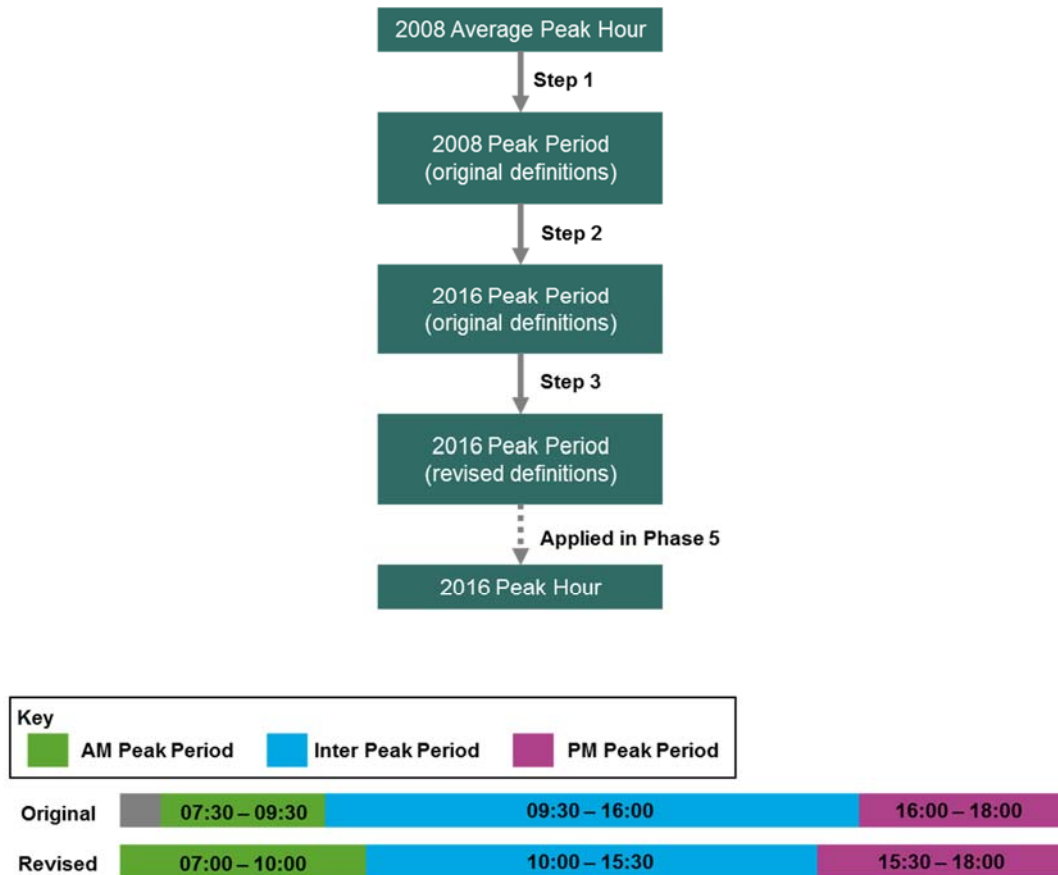 2008 Average Peak Hour
Step 1
2008 Peak Period
(original definitions)
Step 2
2016 Peak Period
(original definitions)
Step 3
2016 Peak Period
(revised definitions)
Applied in Phase 5
2016 Peak Hour
Key
AM Peak Period Inter Peak Period PM Peak Period
Original 07:30 – 09:30 09:30 – 16:00 16:00 – 18:00
Revised 07:00 – 10:00 10:00 – 15:30 15:30 – 18:00